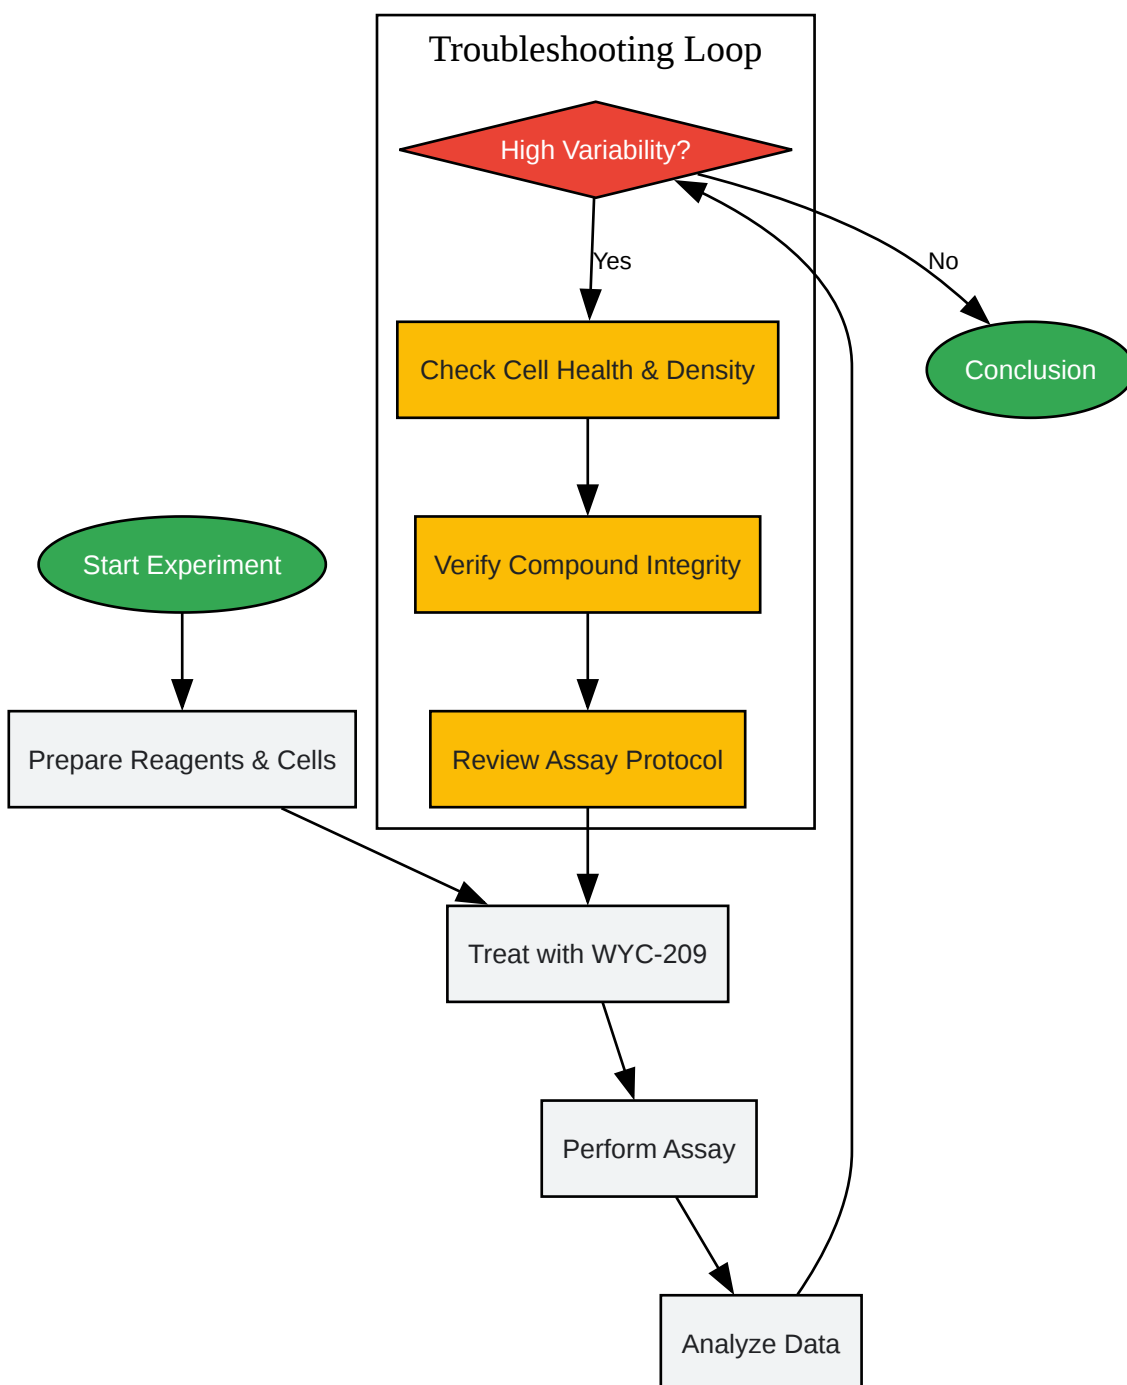 Troubleshooting Loop
High Variability?
Yes
No
Check Cell Health & Density
Conclusion
Verify Compound Integrity
Start Experiment
Review Assay Protocol
Prepare Reagents & Cells
Treat with WYC-209
Perform Assay
Analyze Data